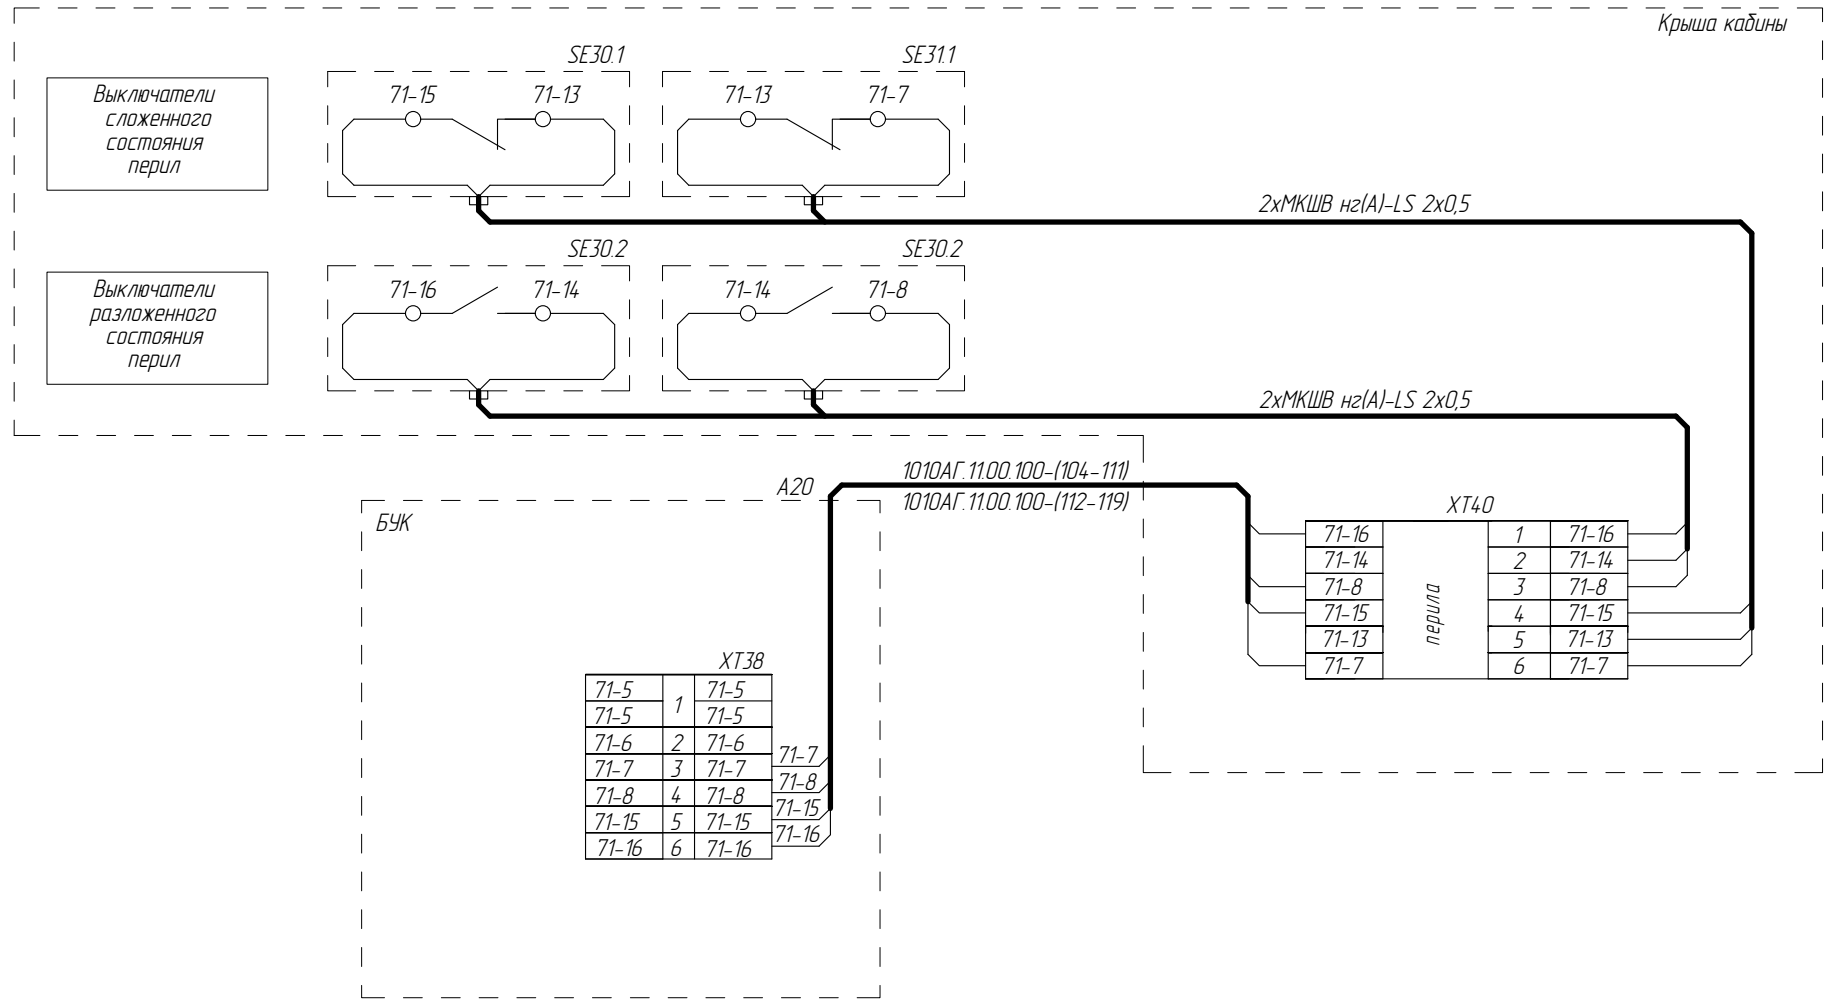 Крыша кабины
SE30.1
SE31.1
Выключатели
сложенного
состояния
перил
71-15
71-13
71-13
71-7
2хМКШВ нг(А)-LS 2х0,5
SE30.2
SE30.2
Выключатели
разложенного
состояния
перил
71-16
71-14
71-14
71-8
2хМКШВ нг(А)-LS 2х0,5
1010АГ.11.00.100-(104-111)
1010АГ.11.00.100-(112-119)
А20
БУК
ХТ40
71-16 1 71-16
71-14 2 71-14
71-8 3 71-8
71-15 4 71-15
71-13 5 71-13
71-7 6 71-7
перила
ХТ38
71-5 1 71-5
71-5 71-5
71-6 2 71-6
71-7 3 71-7 71-7
71-8 4 71-8 71-8
71-15 5 71-15 71-15
71-16 6 71-16 71-16